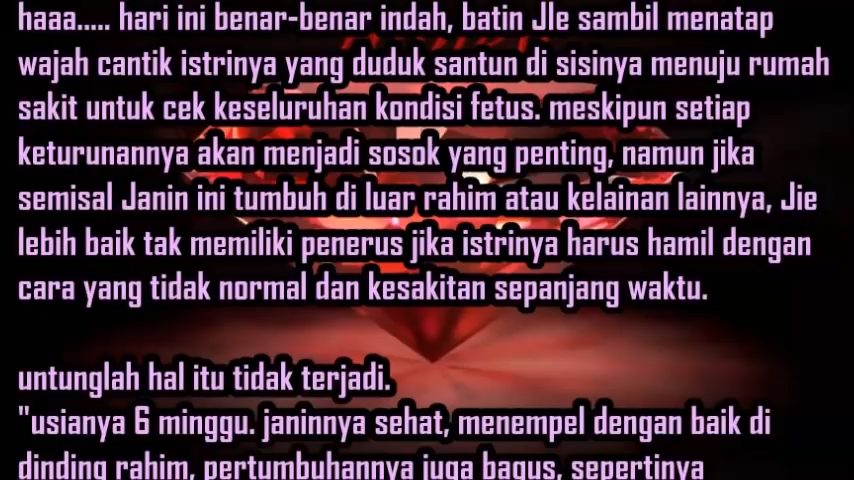 haaa..... hari ini benar-benar indah, batin JIe sambil menatap
wajah cantik istrinya yang duduk santun di sisinya menuju rumah
sakit untuk cek keseluruhan kondisi fetus. meskipun setiap
keturunannya akan menjadi sosok yang penting, namun jika
semisal Janin ini tumbuh di luar rahim atau kelainan lainnya, Jie
lebih baik tak memiliki penerus jika istrinya harus hamil dengan
cara yang tidak normal dan kesakitan sepanjang waktu.
untunglah hal itu tidak terjadi.
"usianya 6 minggu. janinnya sehat, menempel dengan baik di
dinding rahim, pertumbuhannya juga bagus, sepertinya